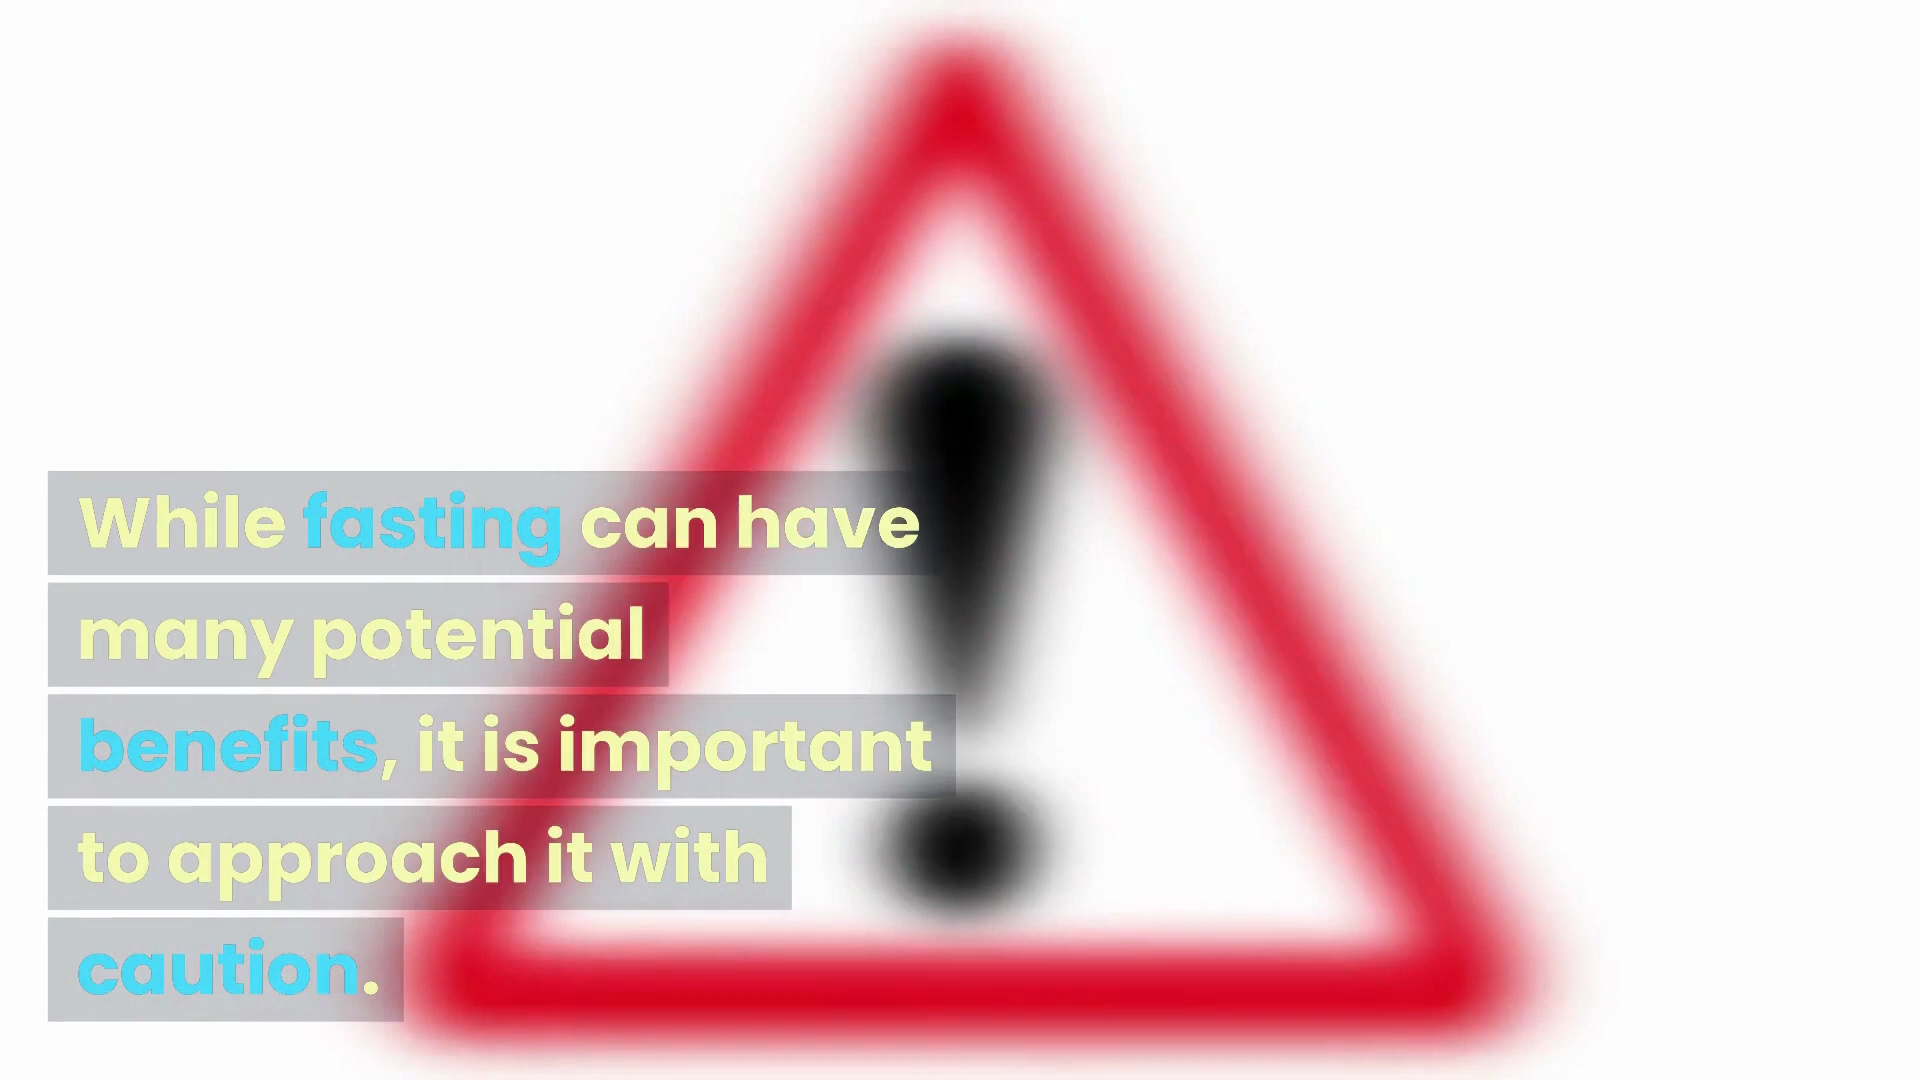 While fasting can have
many potential
benefits, it is important
to approach it with
caution.